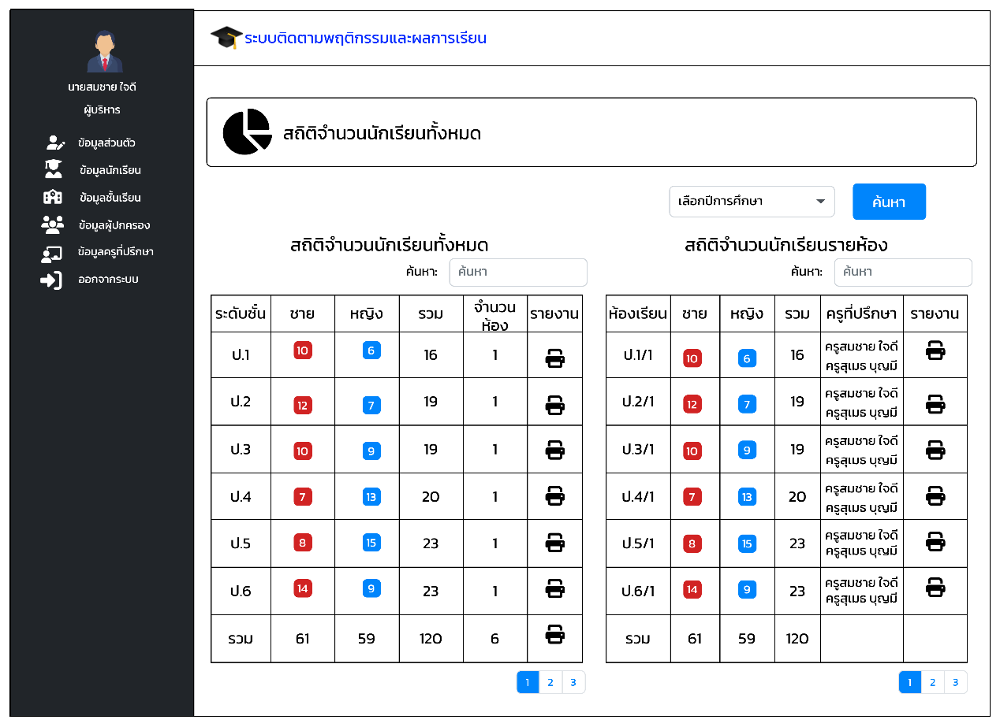 ระบบติดตามพฤติกรรมและผลการเรียน
นายสมชาย ใจดี
ผู้บริหาร
ข้อมูลส่วนตัว
ข้อมูลนักเรียน
ข้อมูลชั้นเรียน
ข้อมูลผู้ปกครอง
ข้อมูลครูที่ปรึกษา
ออกจากระบบ
สถิติจำนวนนักเรียนทั้งหมด
เลือกปีการศึกษา
ค้นหา
สถิติจำนวนนักเรียนทั้งหมด
ค้นหา: ค้นหา
ระดับชั้น ชาย หญิง รวม จำนวน รายงาน
ห้อง
ป.1 10 6 16 1
ป.2 12 7 19 1
ป.3 10 9 19 1
ป.4 7 13 20 1
ป.5 8 15 23 1
ป.6 14 9 23 1
รวม 61 59 120 6
1 2 3
สถิติจำนวนนักเรียนรายห้อง
ค้นหา: ค้นหา
ห้องเรียน ชาย หญิง รวม ครูที่ปรึกษา รายงาน
ป.1/1 10 6 16 ครูสมชาย ใจดี
ครูสุเมธ บุญมี
ป.2/1 12 7 19 ครูสมชาย ใจดี
ครูสุเมธ บุญมี
ป.3/1 10 9 19 ครูสมชาย ใจดี
ครูสุเมธ บุญมี
ป.4/1 7 13 20 ครูสมชาย ใจดี
ครูสุเมธ บุญมี
ป.5/1 8 15 23 ครูสมชาย ใจดี
ครูสุเมธ บุญมี
ป.6/1 14 9 23 ครูสมชาย ใจดี
ครูสุเมธ บุญมี
รวม 61 59 120
1 2 3